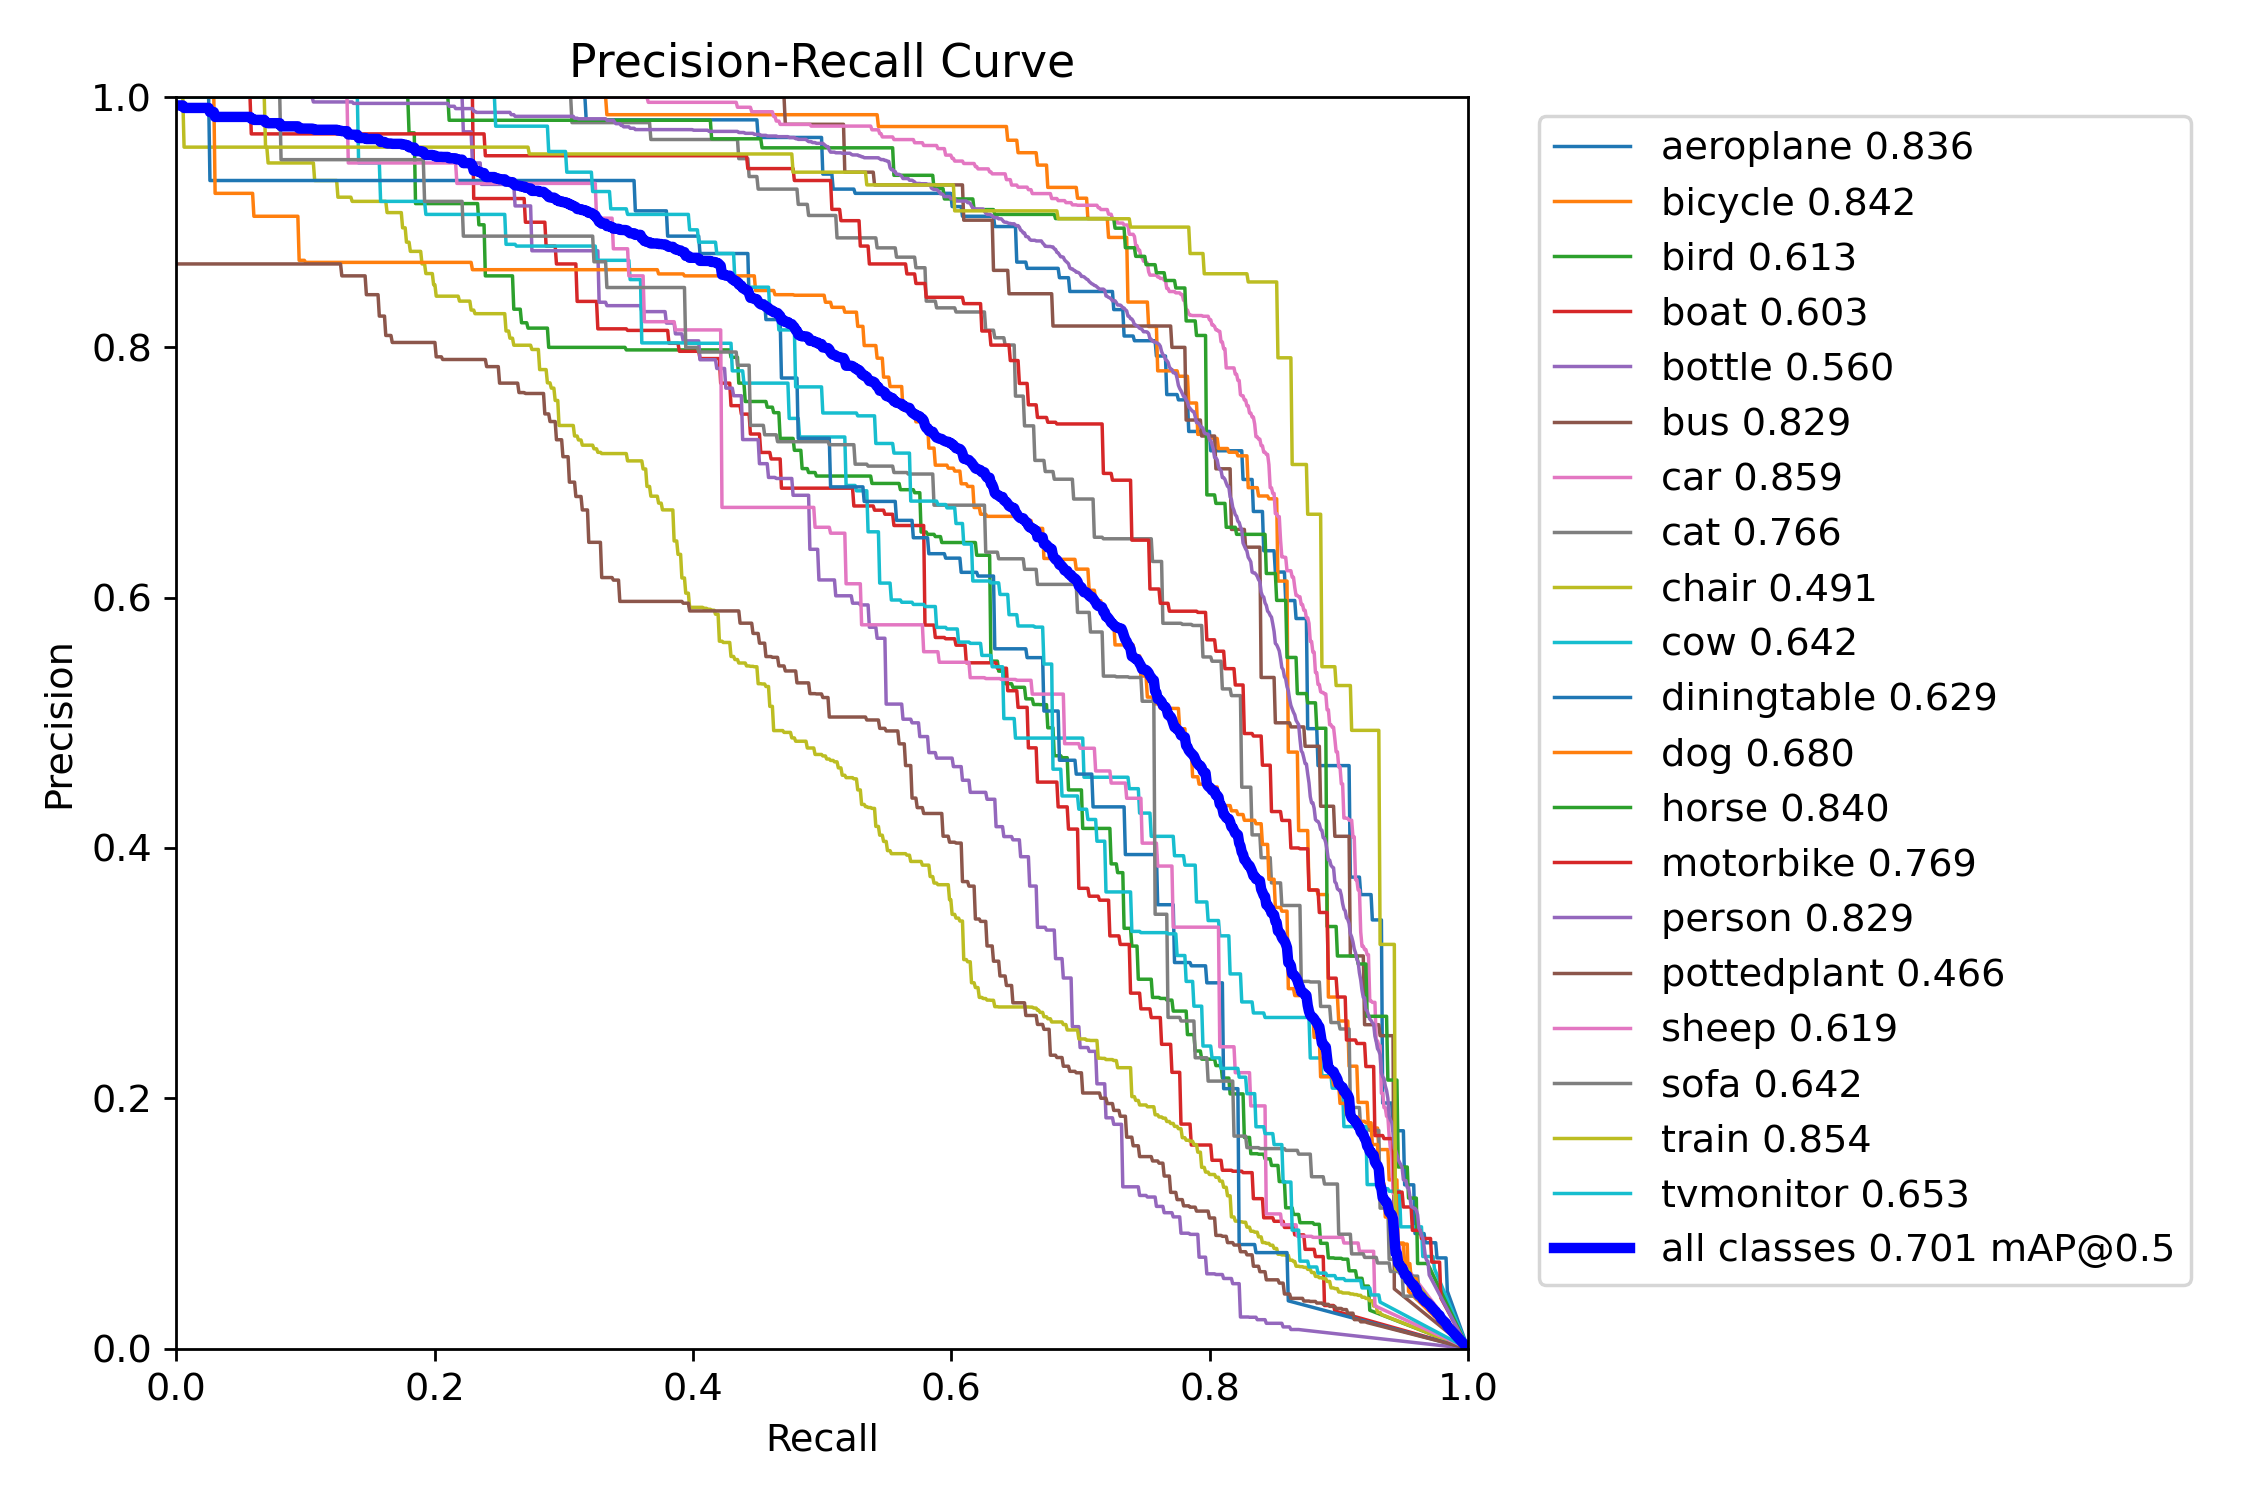 Precision-Recall Curve
1.0
0.8
0.6
0.4
0.2
0.0
Precision
0.0 0.2 0.4 0.6 0.8 1.0
Recall
aeroplane 0.836
bicycle 0.842
bird 0.613
boat 0.603
bottle 0.560
bus 0.829
car 0.859
cat 0.766
chair 0.491
cow 0.642
diningtable 0.629
dog 0.680
horse 0.840
motorbike 0.769
person 0.829
pottedplant 0.466
sheep 0.619
sofa 0.642
train 0.854
tvmonitor 0.653
all classes 0.701 mAP@0.5